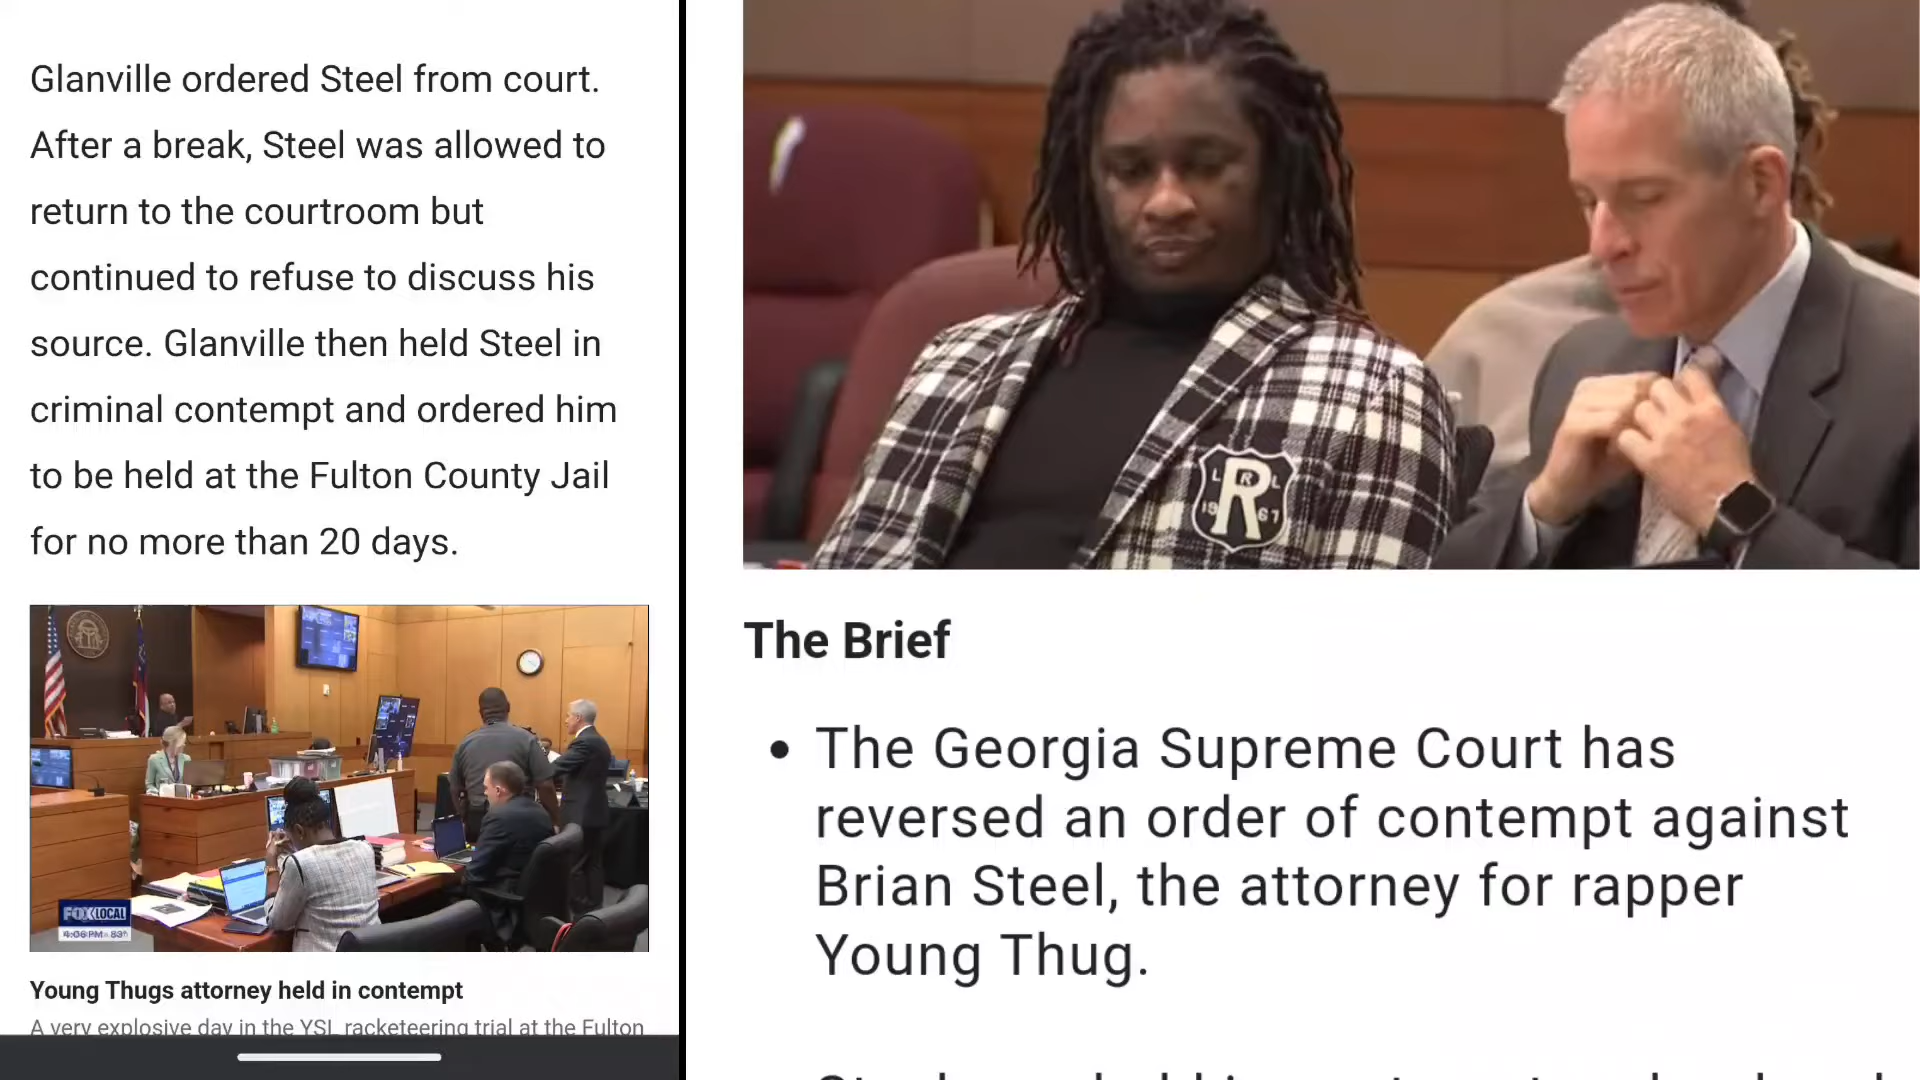 Glanville ordered Steel from court.
After a break, Steel was allowed to
return to the courtroom but
continued to refuse to discuss his
source. Glanville then held Steel in
criminal contempt and ordered him
to be held at the Fulton County Jail
for no more than 20 days.
FOX LOCAL
4:06 PM 83°
Young Thugs attorney held in contempt
A very explosive day in the YSL racketeering trial at the Fulton
L R L
19 R 67
The Brief
• The Georgia Supreme Court has
reversed an order of contempt against
Brian Steel, the attorney for rapper
Young Thug.